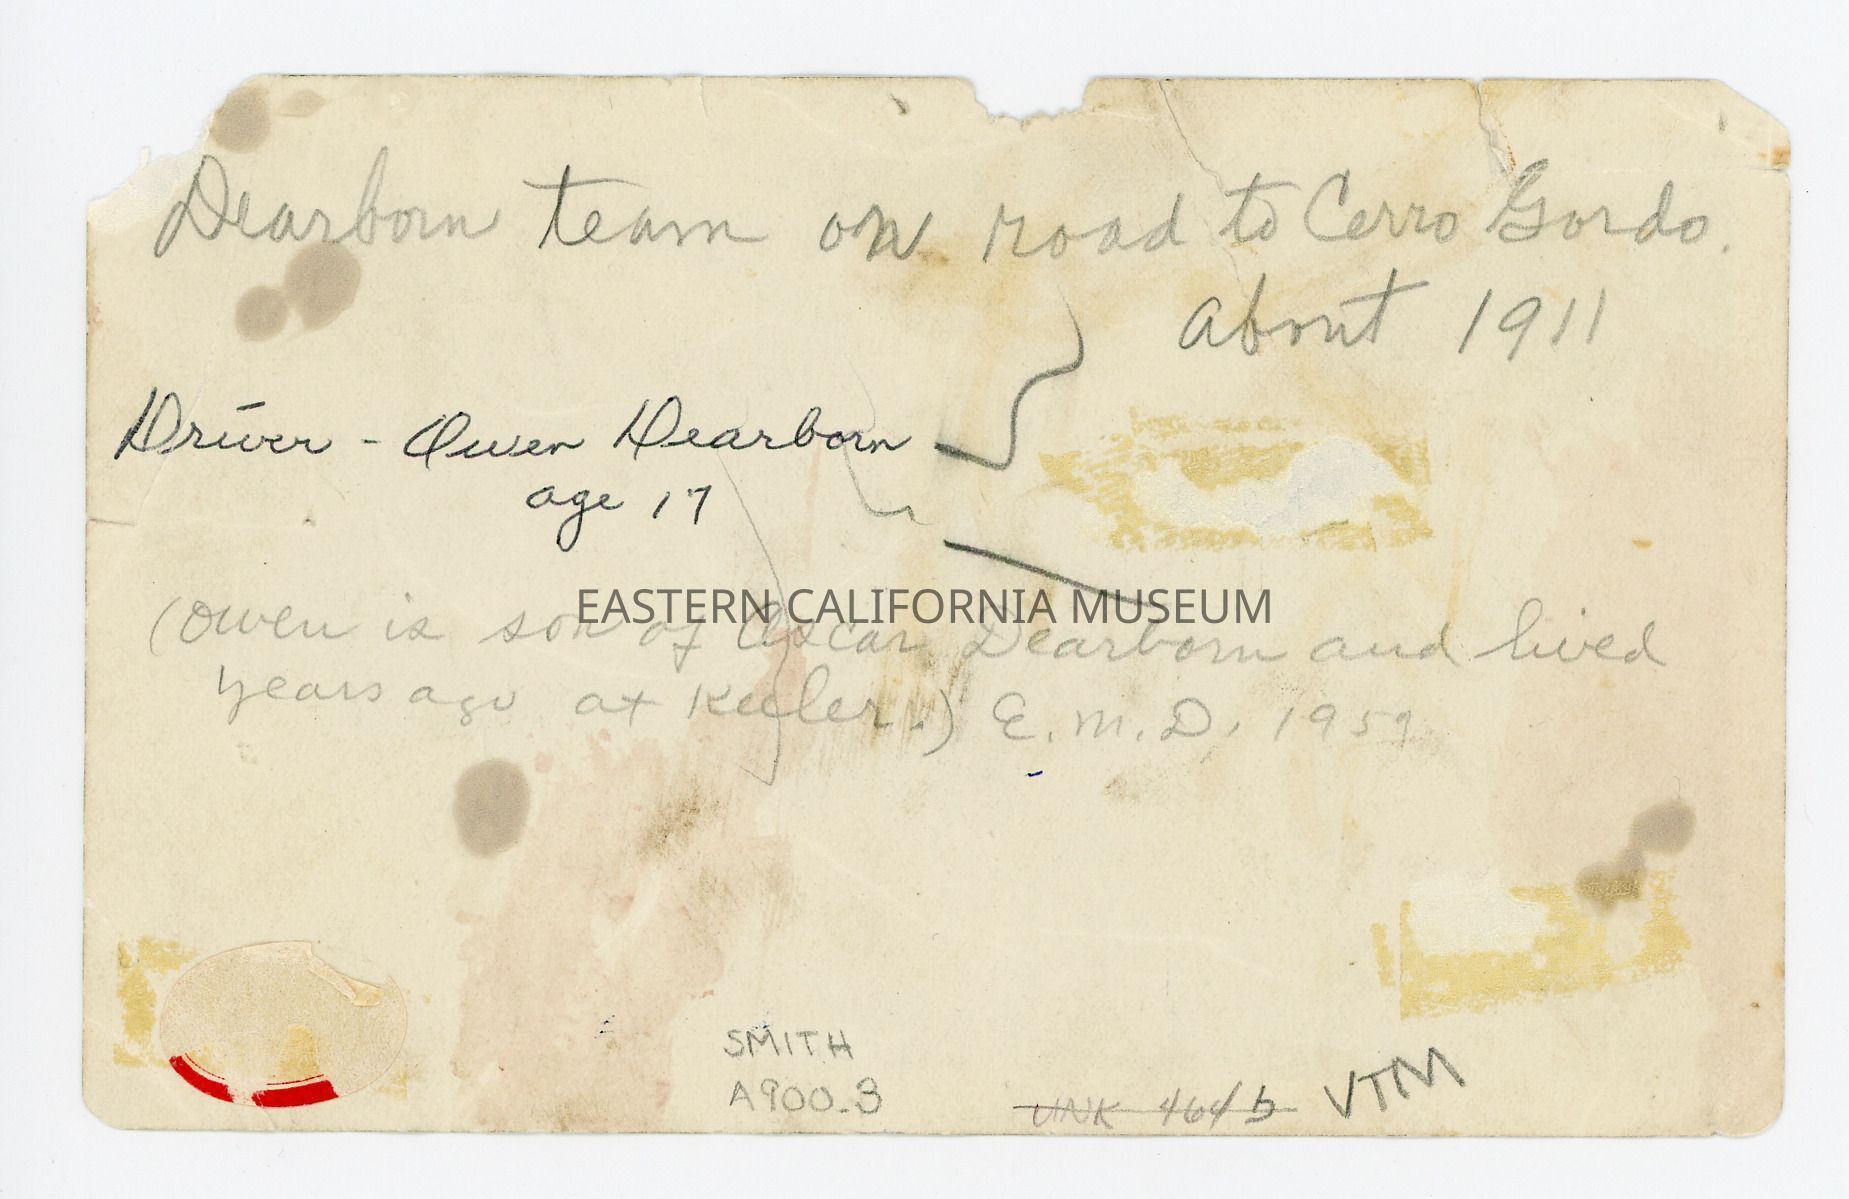 Dearborn team on road to Cerro Gordo.
about 1911
Driver - Owen Dearborn
age 17
EASTERN CALIFORNIA MUSEUM
(Owen is son of Oscar Dearborn and lived
years ago at Keeler.) E.M.D. 1959
SMITH
A900.3
UNK 464b
VTM